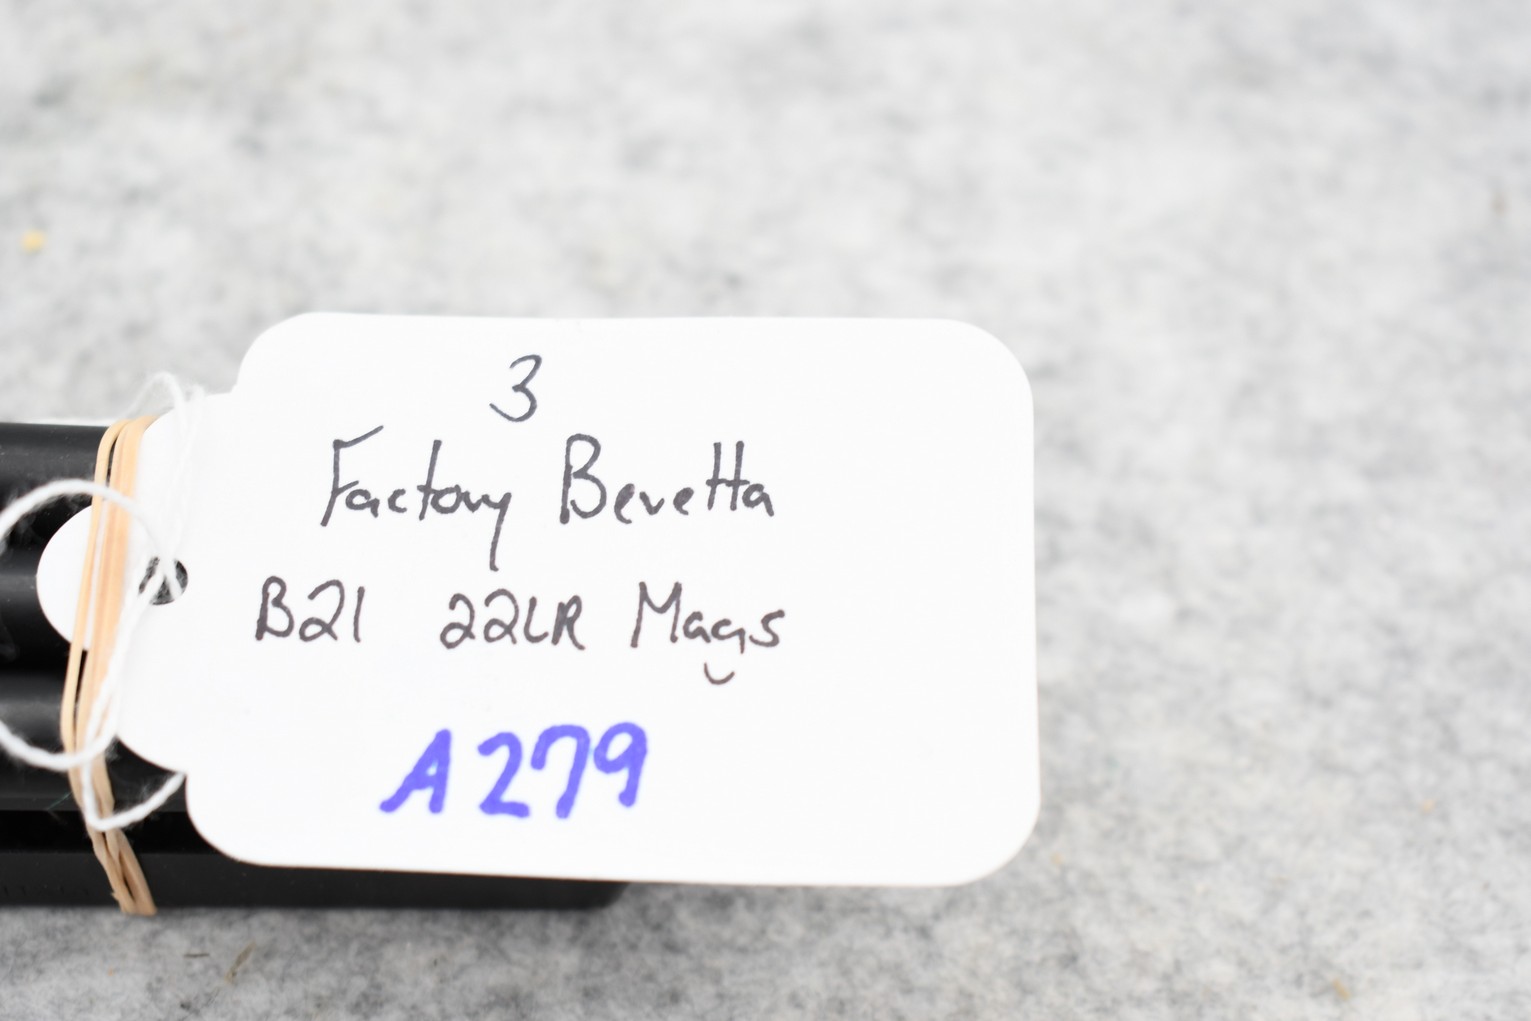 3
Factory Beretta
B21 22LR Mags
A279